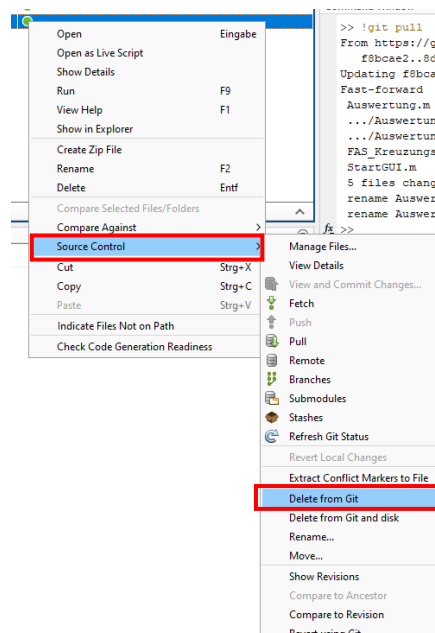 Open Eingabe
Open as Live Script
Show Details
Run F9
View Help F1
Show in Explorer
Create Zip File
Rename F2
Delete Entf
Compare Selected Files/Folders
Compare Against >
Source Control >
Cut Strg+X
Copy Strg+C
Paste Strg+V
Indicate Files Not on Path
Check Code Generation Readiness
>> !git pull
From https://g
f8bcae2..8d
Updating f8bca
Fast-forward
Auswertung.m
.../Auswertun
.../Auswertun
FAS_Kreuzungs
StartGUI.m
5 files chang
rename Auswer
rename Auswer
fx >>
Manage Files...
View Details
View and Commit Changes...
Fetch
Push
Pull
Remote
Branches
Submodules
Stashes
Refresh Git Status
Revert Local Changes
Extract Conflict Markers to File
Delete from Git
Delete from Git and disk
Rename...
Move...
Show Revisions
Compare to Ancestor
Compare to Revision
Revert using Git